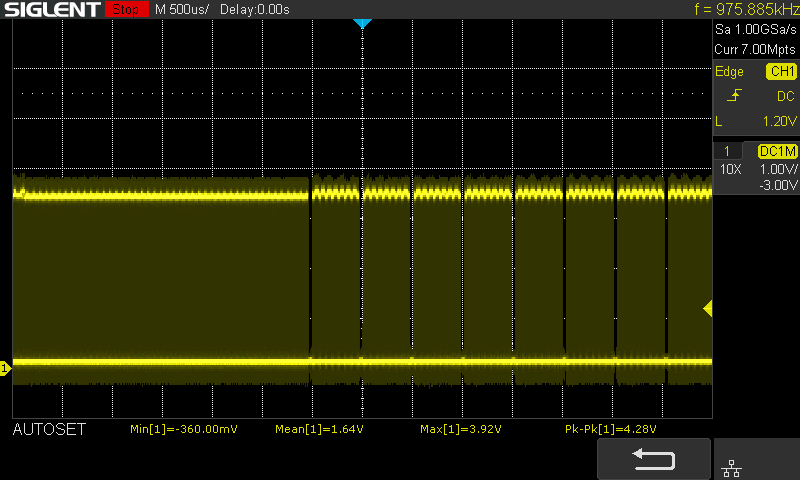 SIGLENT Stop M 500us/ Delay:0.00s f = 975.885kHz
Sa 1.00GSa/s
Curr 7.00Mpts
Edge CH1
DC
L 1.20V
1 DC1M
10X 1.00V/
-3.00V
1
AUTOSET Min[1]=-360.00mV Mean[1]=1.64V Max[1]=3.92V Pk-Pk[1]=4.28V